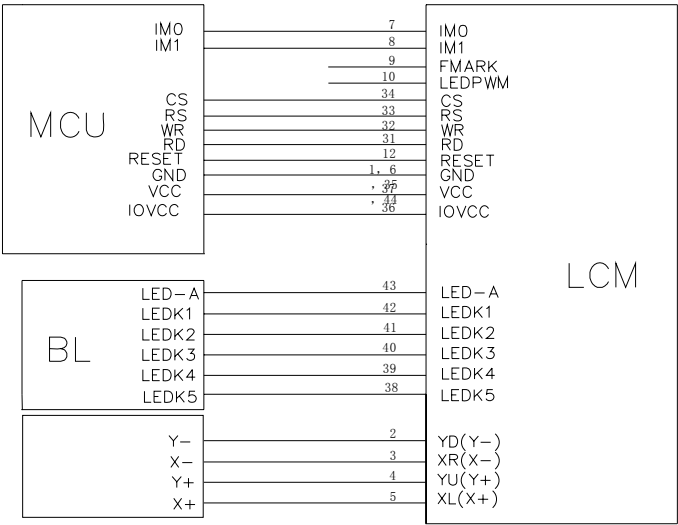 IM0 7 IM0
IM1 8 IM1
9 FMARK
10 LEDPWM
CS 34 CS
RS 33 RS
WR 32 WR
RD 31 RD
RESET 12 RESET
GND 1, 6 GND
, 35
VCC 37 VCC
, 44
IOVCC 36 IOVCC
MCU
LCM
LED-A 43 LED-A
LEDK1 42 LEDK1
LEDK2 41 LEDK2
LEDK3 40 LEDK3
LEDK4 39 LEDK4
LEDK5 38 LEDK5
BL
Y- 2 YD(Y-)
X- 3 XR(X-)
Y+ 4 YU(Y+)
X+ 5 XL(X+)